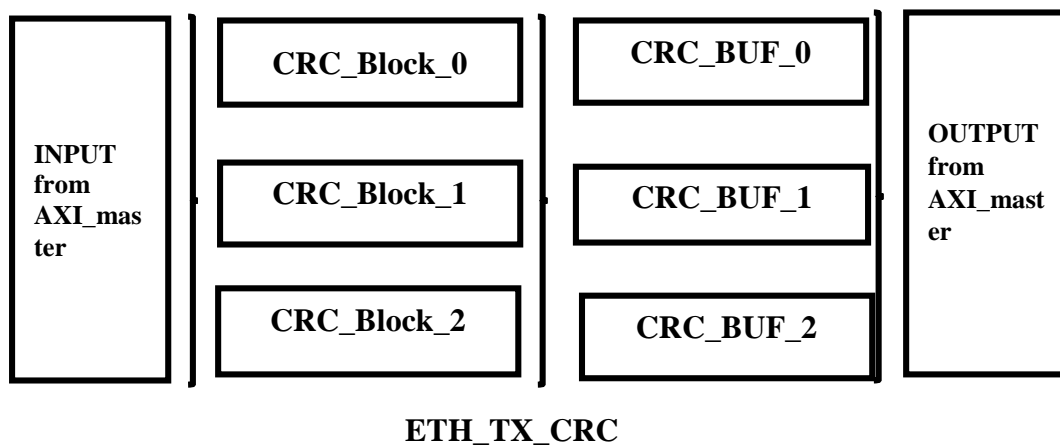 INPUT
from
AXI_mas
ter
CRC_Block_0
CRC_Block_1
CRC_Block_2
CRC_BUF_0
CRC_BUF_1
CRC_BUF_2
OUTPUT
from
AXI_mast
er
ETH_TX_CRC